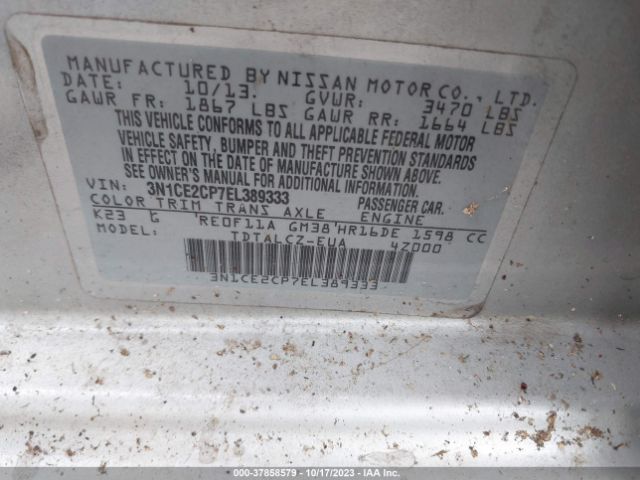 MANUFACTURED BY NISSAN MOTOR CO., LTD.
DATE: 10/13. GVWR: 3470 LBS
GAWR FR: 1867 LBS GAWR RR: 1664 LBS
THIS VEHICLE CONFORMS TO ALL APPLICABLE FEDERAL MOTOR
VEHICLE SAFETY, BUMPER AND THEFT PREVENTION STANDARDS
IN EFFECT ON THE DATE OF MANUFACTURE SHOWN ABOVE.
SEE OWNER'S MANUAL FOR ADDITIONAL INFORMATION.
VIN: 3N1CE2CP7EL389333 PASSENGER CAR.
COLOR TRIM TRANS AXLE ENGINE
K23 G RE0F11A GM38 HR16DE 1598 CC
MODEL: TDTALCZ-EUA 4Z000
3N1CE2CP7EL389333
000-37858579 | 10/17/2023 | IAA Inc.